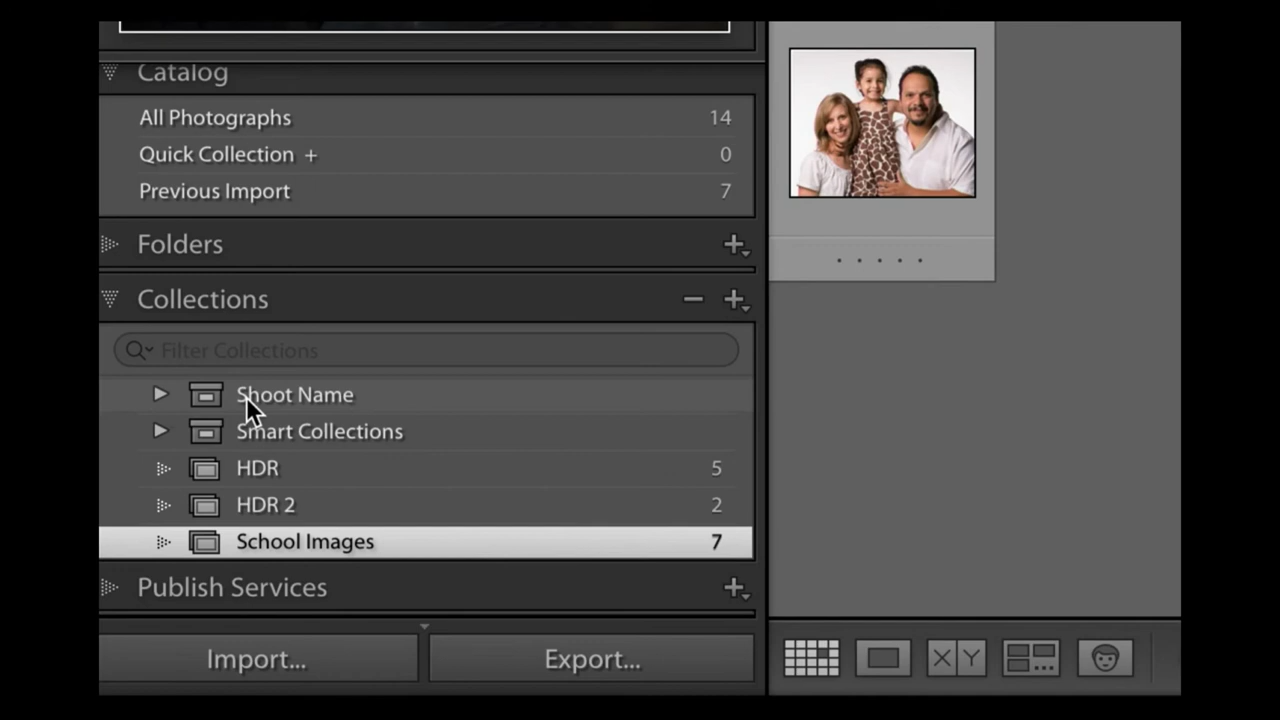 Catalog
All Photographs 14
Quick Collection + 0
Previous Import 7
Folders
Collections
Filter Collections
Shoot Name
Smart Collections
HDR 5
HDR 2 2
School Images 7
Publish Services
Import... Export...
X Y